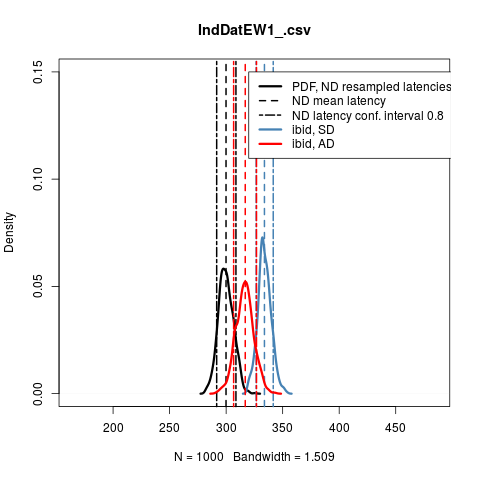 IndDatEW1_.csv
0.15
0.10
0.05
0.00
Density
PDF, ND resampled latencies
ND mean latency
ND latency conf. interval 0.8
ibid, SD
ibid, AD
200 250 300 350 400 450
N = 1000 Bandwidth = 1.509